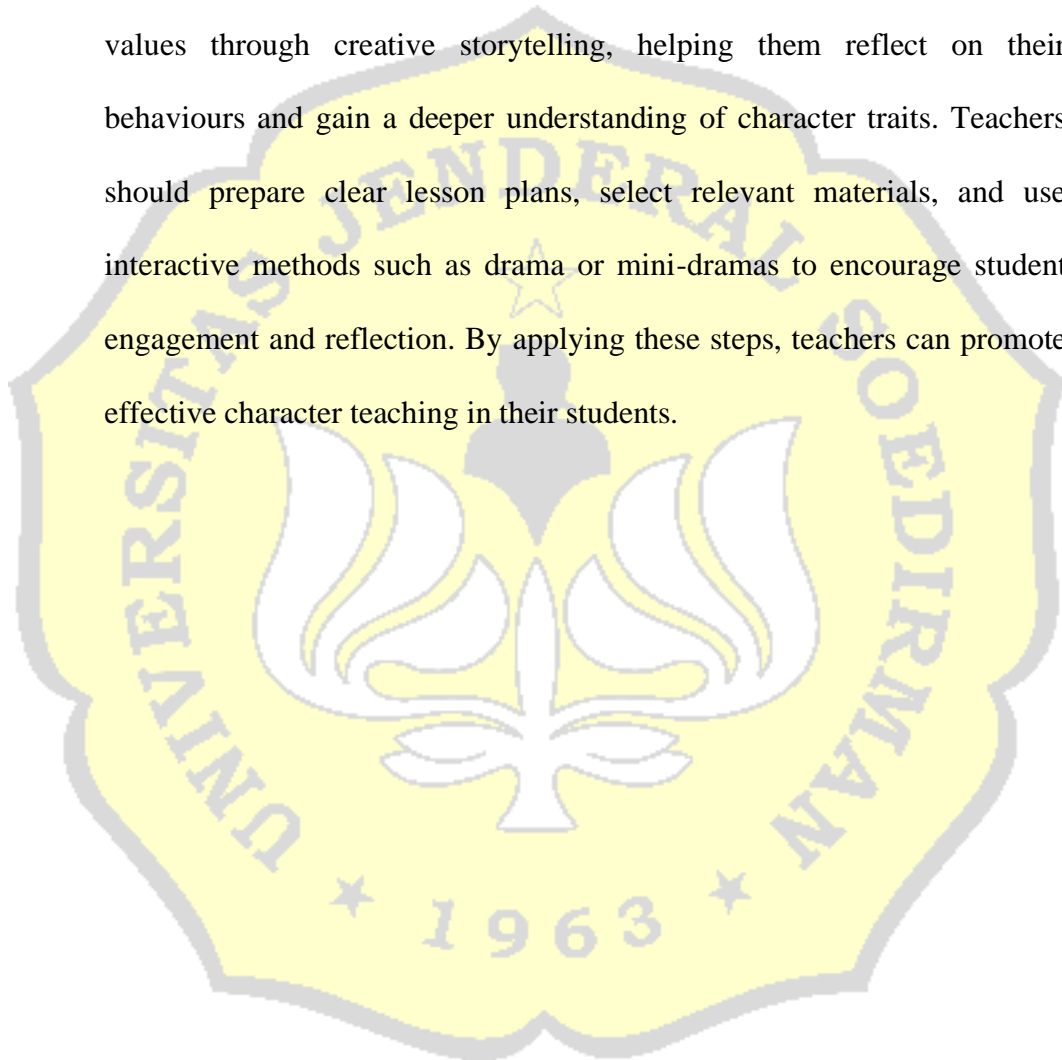 values through creative storytelling, helping them reflect on their
behaviours and gain a deeper understanding of character traits. Teachers
should prepare clear lesson plans, select relevant materials, and use
interactive methods such as drama or mini-dramas to encourage student
engagement and reflection. By applying these steps, teachers can promote
effective character teaching in their students.
UNIVERSITAS JENDERAL SOEDIRMAN
1963